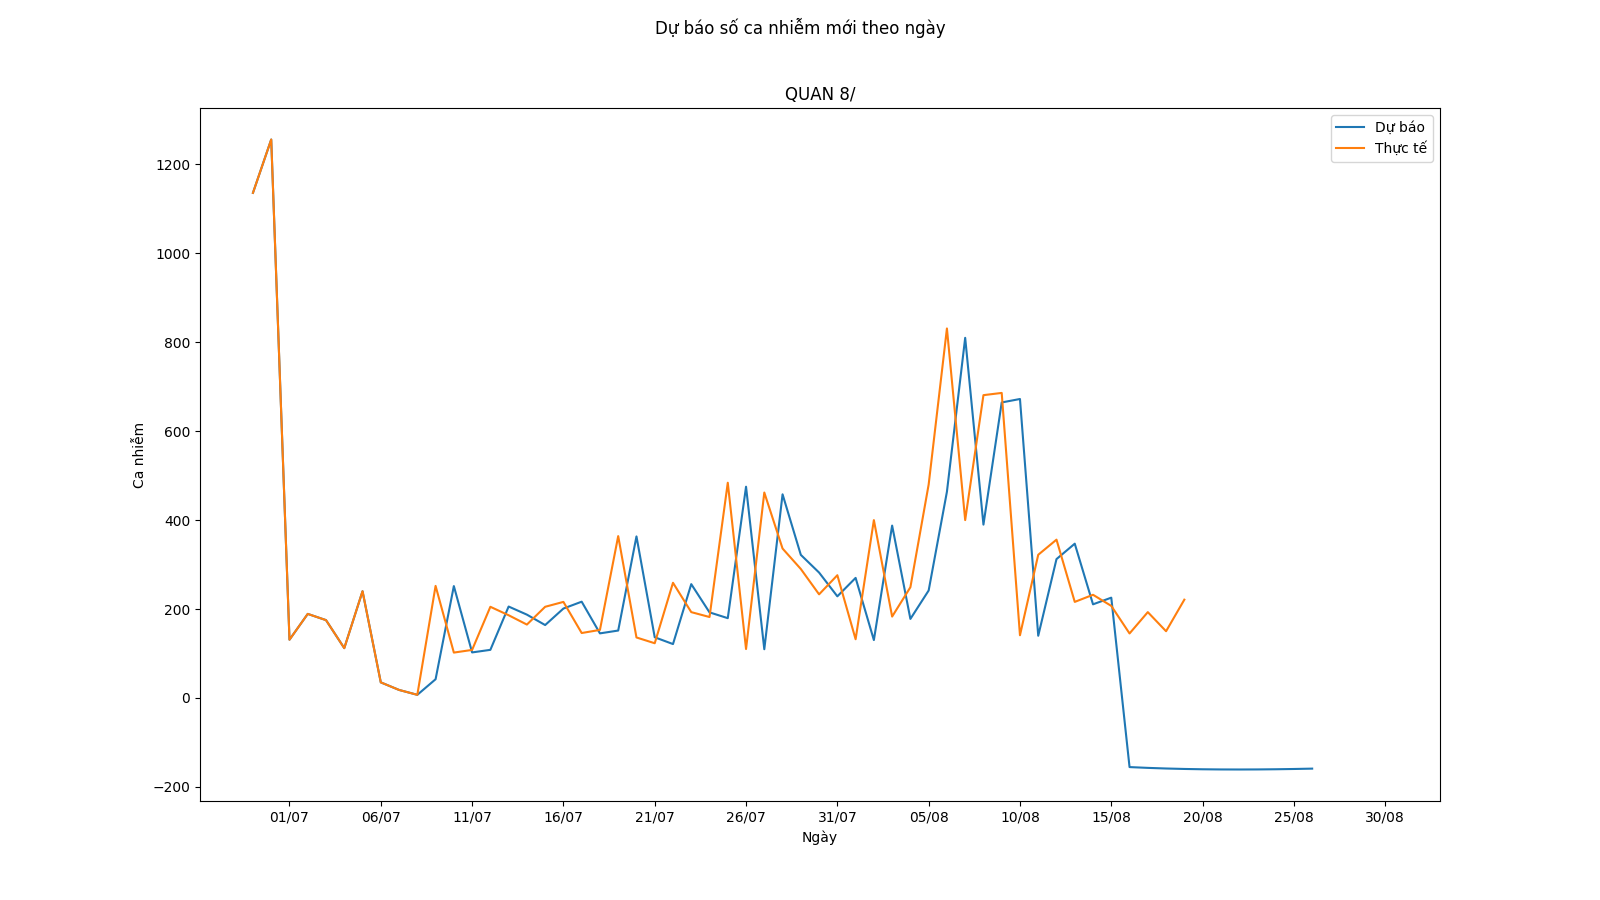 Dự báo số ca nhiễm mới theo ngày
QUAN 8/
Dự báo
Thực tế
Ca nhiễm
1200
1000
800
600
400
200
0
−200
01/07 06/07 11/07 16/07 21/07 26/07 31/07 05/08 10/08 15/08 20/08 25/08 30/08
Ngày